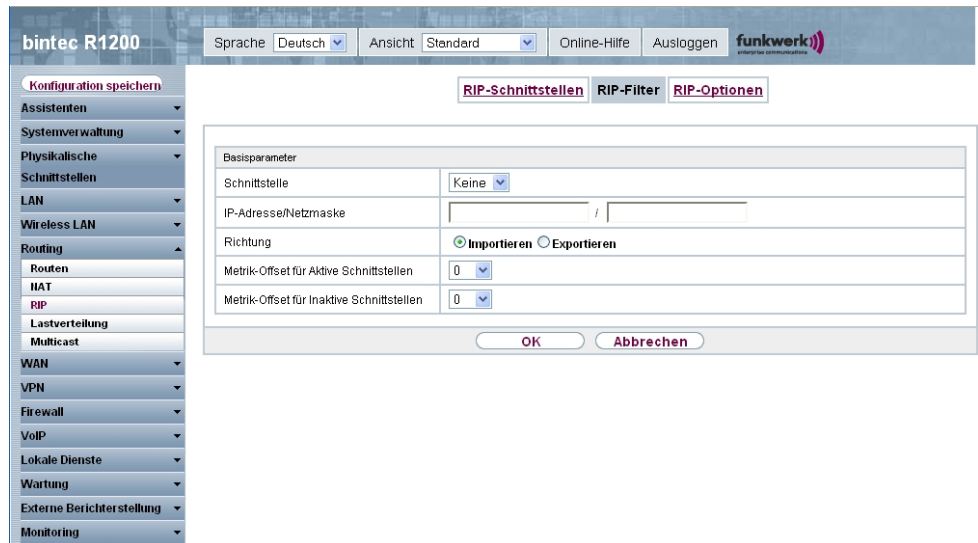 bintec R1200
Sprache Deutsch Ansicht Standard Online-Hilfe Ausloggen funkwerk
enterprise communications
Konfiguration speichern
Assistenten
Systemverwaltung
Physikalische
Schnittstellen
LAN
Wireless LAN
Routing
Routen
NAT
RIP
Lastverteilung
Multicast
WAN
VPN
Firewall
VoIP
Lokale Dienste
Wartung
Externe Berichterstellung
Monitoring
RIP-Schnittstellen RIP-Filter RIP-Optionen
Basisparameter
Schnittstelle Keine
IP-Adresse/Netzmaske /
Richtung Importieren Exportieren
Metrik-Offset für Aktive Schnittstellen 0
Metrik-Offset für Inaktive Schnittstellen 0
OK Abbrechen